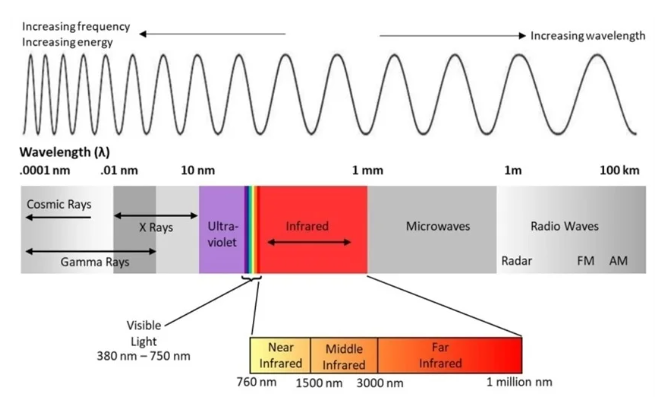 Increasing frequency
Increasing energy
Increasing wavelength
Wavelength (λ)
.0001 nm .01 nm 10 nm 1 mm 1m 100 km
Cosmic Rays
X Rays
Gamma Rays
Ultra-
violet
Infrared
Microwaves
Radio Waves
Radar FM AM
Visible
Light
380 nm – 750 nm
Near
Infrared
Middle
Infrared
Far
Infrared
760 nm 1500 nm 3000 nm 1 million nm